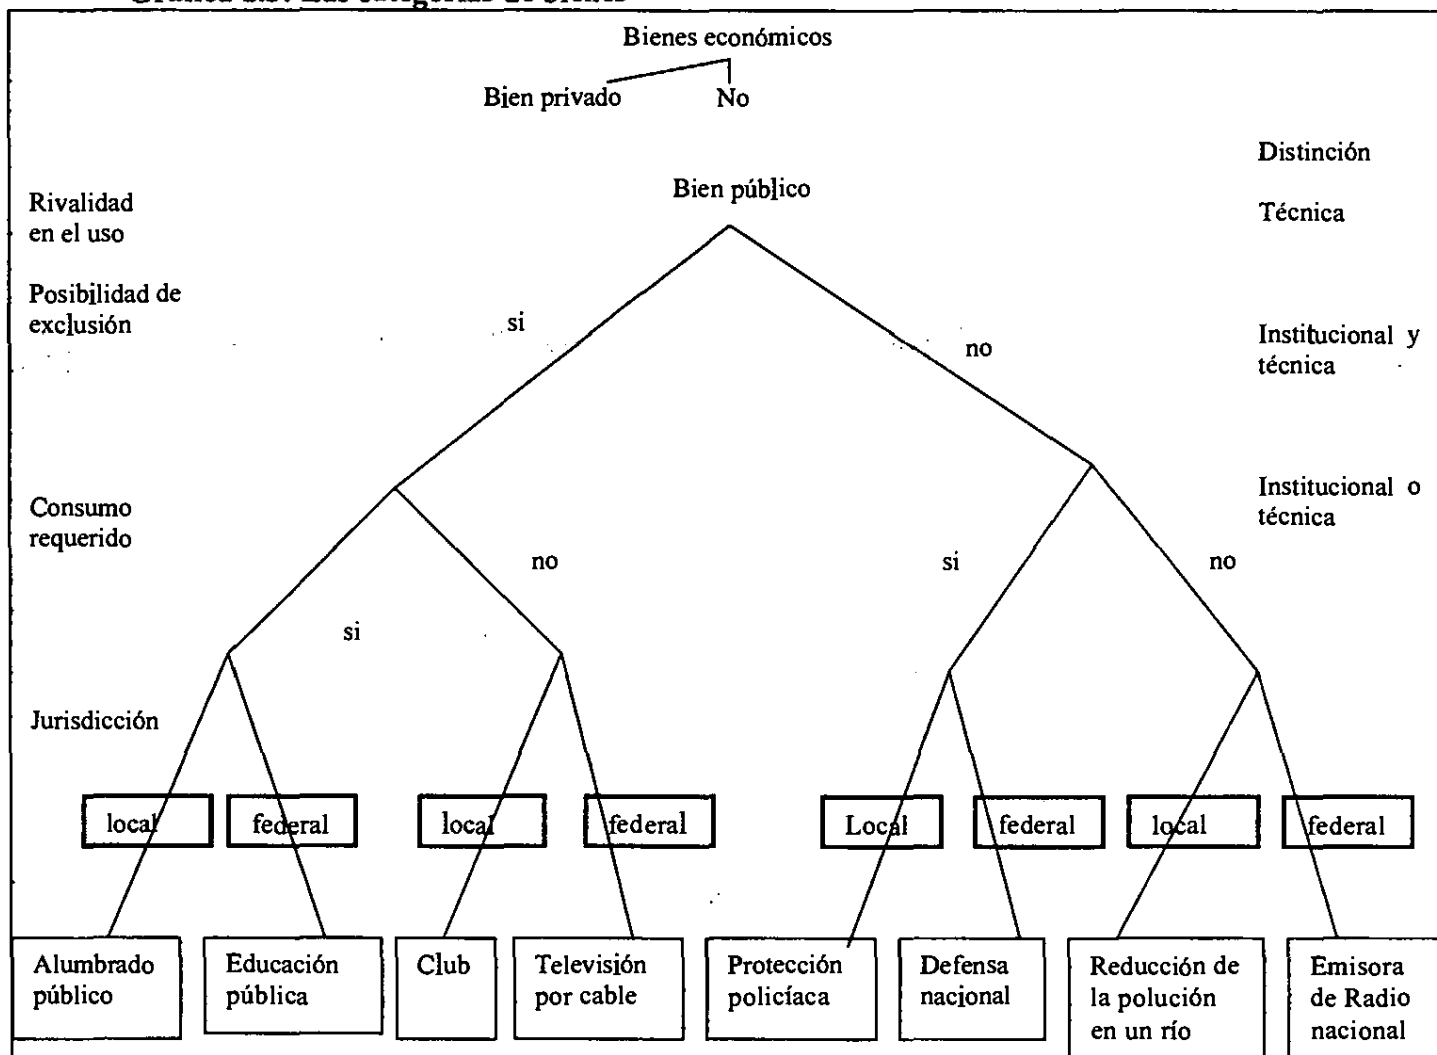 Bienes económicos
Bien privado No
Distinción
Bien público
Rivalidad
en el uso
Técnica
Posibilidad de
exclusión
si
no
Institucional y
técnica
Consumo
requerido
Institucional o
técnica
no
si
no
si
Jurisdicción
local federal local federal Local federal local federal
Alumbrado
público
Educación
pública
Club
Televisión
por cable
Protección
policíaca
Defensa
nacional
Reducción de
la polución
en un río
Emisora
de Radio
nacional